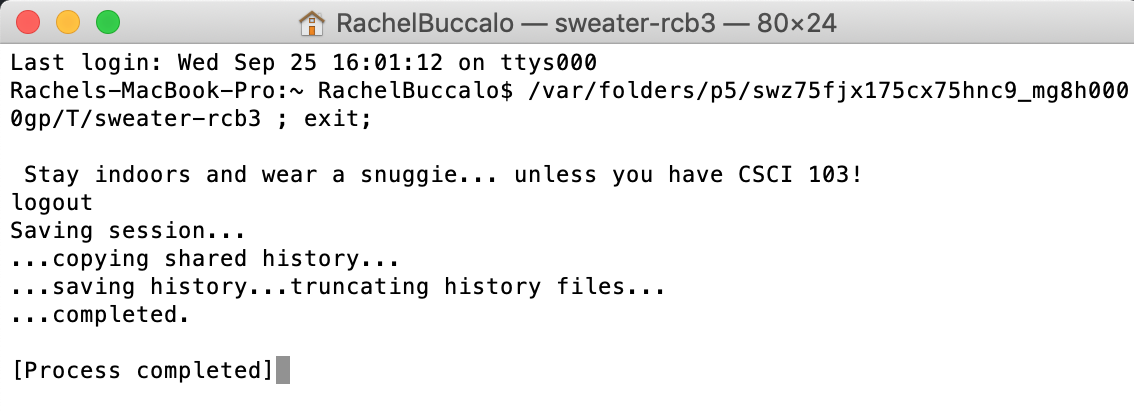 RachelBuccalo — sweater-rcb3 — 80×24
Last login: Wed Sep 25 16:01:12 on ttys000
Rachels-MacBook-Pro:~ RachelBuccalo$ /var/folders/p5/swz75fjx175cx75hnc9_mg8h000
0gp/T/sweater-rcb3 ; exit;
 Stay indoors and wear a snuggie... unless you have CSCI 103!
logout
Saving session...
...copying shared history...
...saving history...truncating history files...
...completed.
[Process completed]